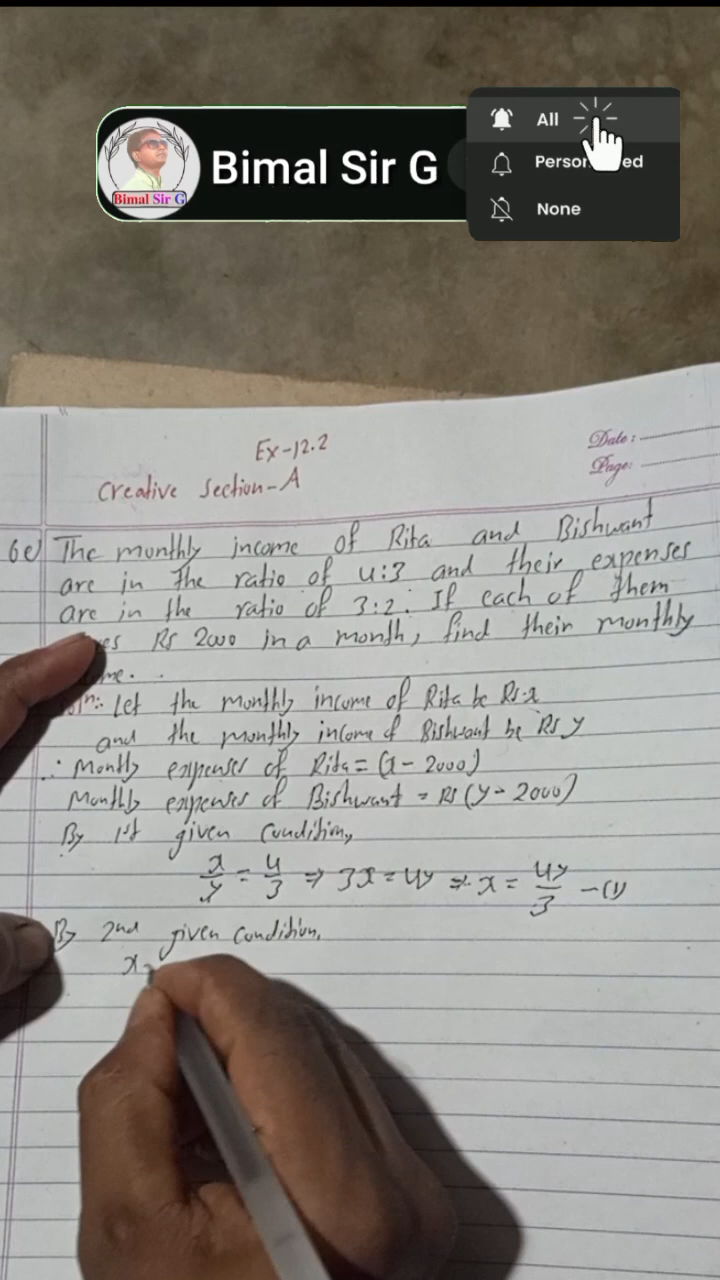 Bimal Sir G
Bimal Sir G
All
None
Ex-12.2
Date:
Page:
Creative Section-A
6e) The monthly income of Rita and Bishwant
are in the ratio of 4:3 and their expenses
are in the ratio of 3:2. If each of them
Rs 2000 in a month, find their monthly
Let the monthly income of Rita be Rs.x
and the monthly income of Bishwant be Rs y
∴ Montly expenses of Rita = (x - 2000)
Monthly expenses of Bishwant = Rs (y - 2000)
By 1st given Condition,
x/y = 4/3 ⇒ 3x = 4y ⇒ x = 4y/3 -(1)
By 2nd given Condition,
x-